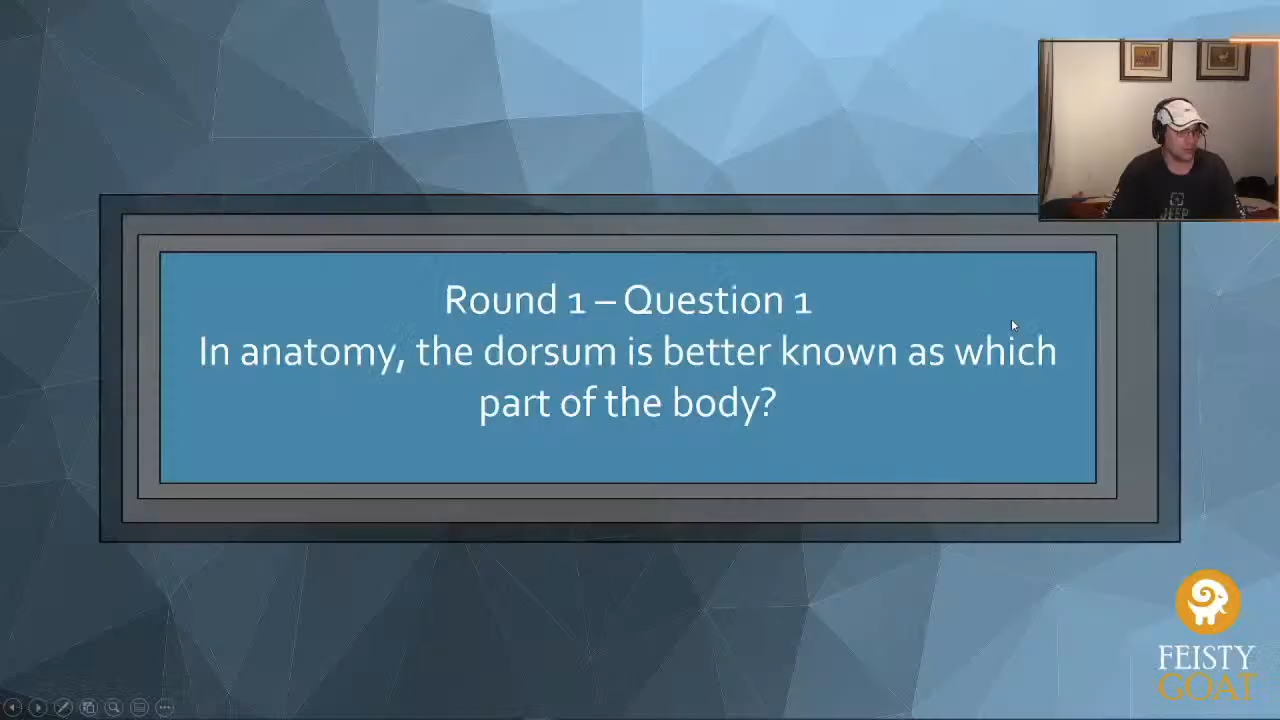 Round 1 – Question 1
In anatomy, the dorsum is better known as which
part of the body?
JEEP
FEISTY
GOAT